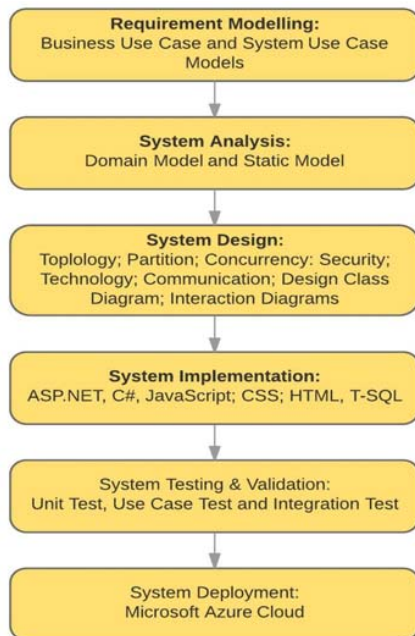 Requirement Modelling:
Business Use Case and System Use Case
Models
System Analysis:
Domain Model and Static Model
System Design:
Toplology; Partition; Concurrency: Security;
Technology; Communication; Design Class
Diagram; Interaction Diagrams
System Implementation:
ASP.NET, C#, JavaScript; CSS; HTML, T-SQL
System Testing & Validation:
Unit Test, Use Case Test and Integration Test
System Deployment:
Microsoft Azure Cloud